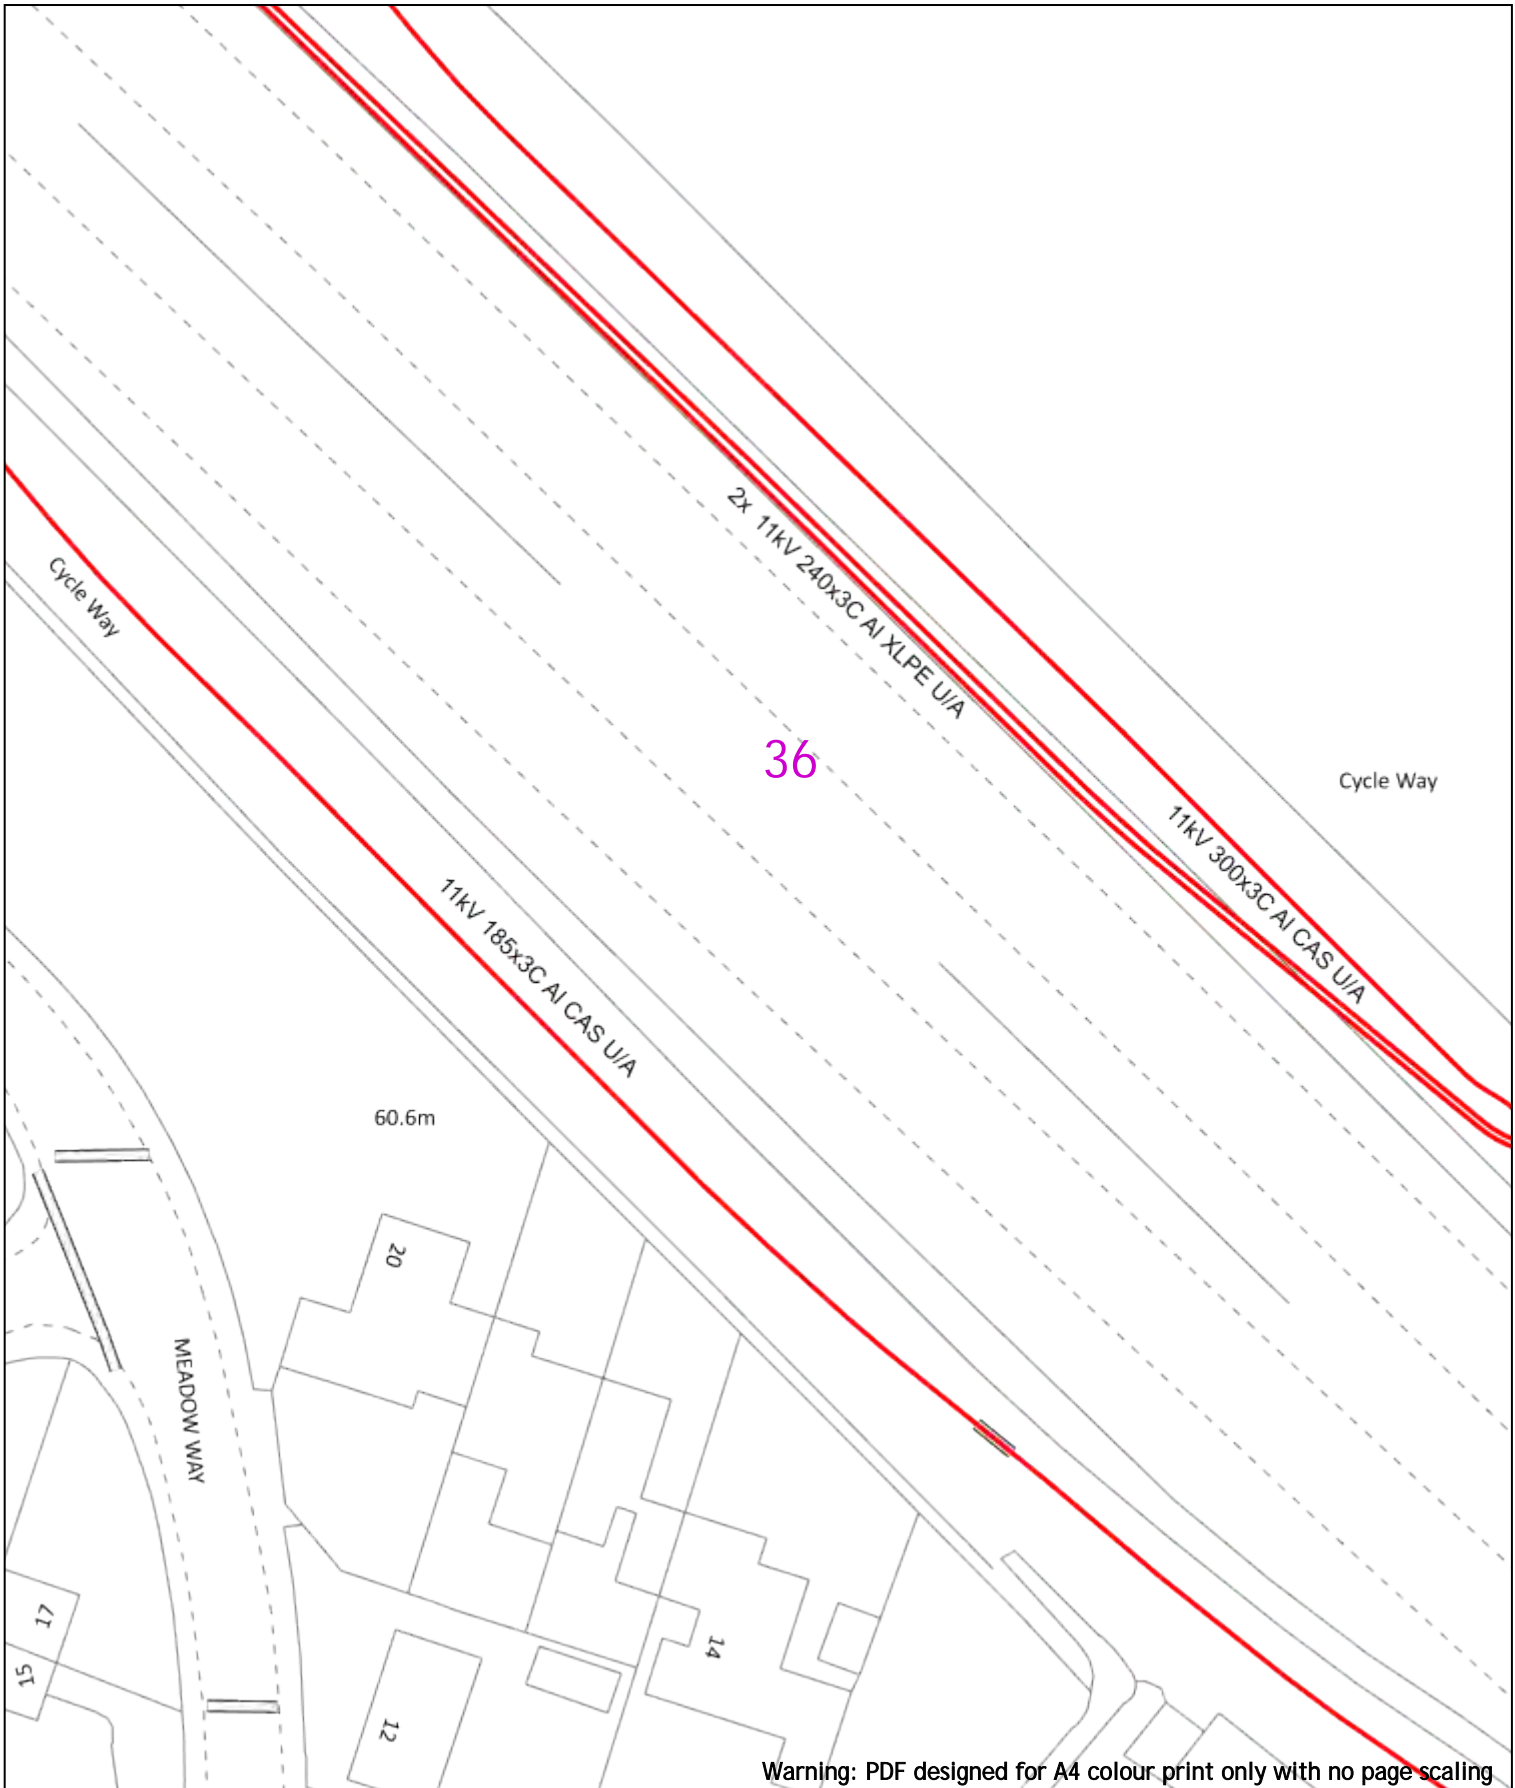 2x 11kV 240x3C Al XLPE U/A
Cycle Way
36
Cycle Way
11kV 300x3C Al CAS U/A
11kV 185x3C Al CAS U/A
60.6m
20
MEADOW WAY
17
14
15
12
Warning: PDF designed for A4 colour print only with no page scaling